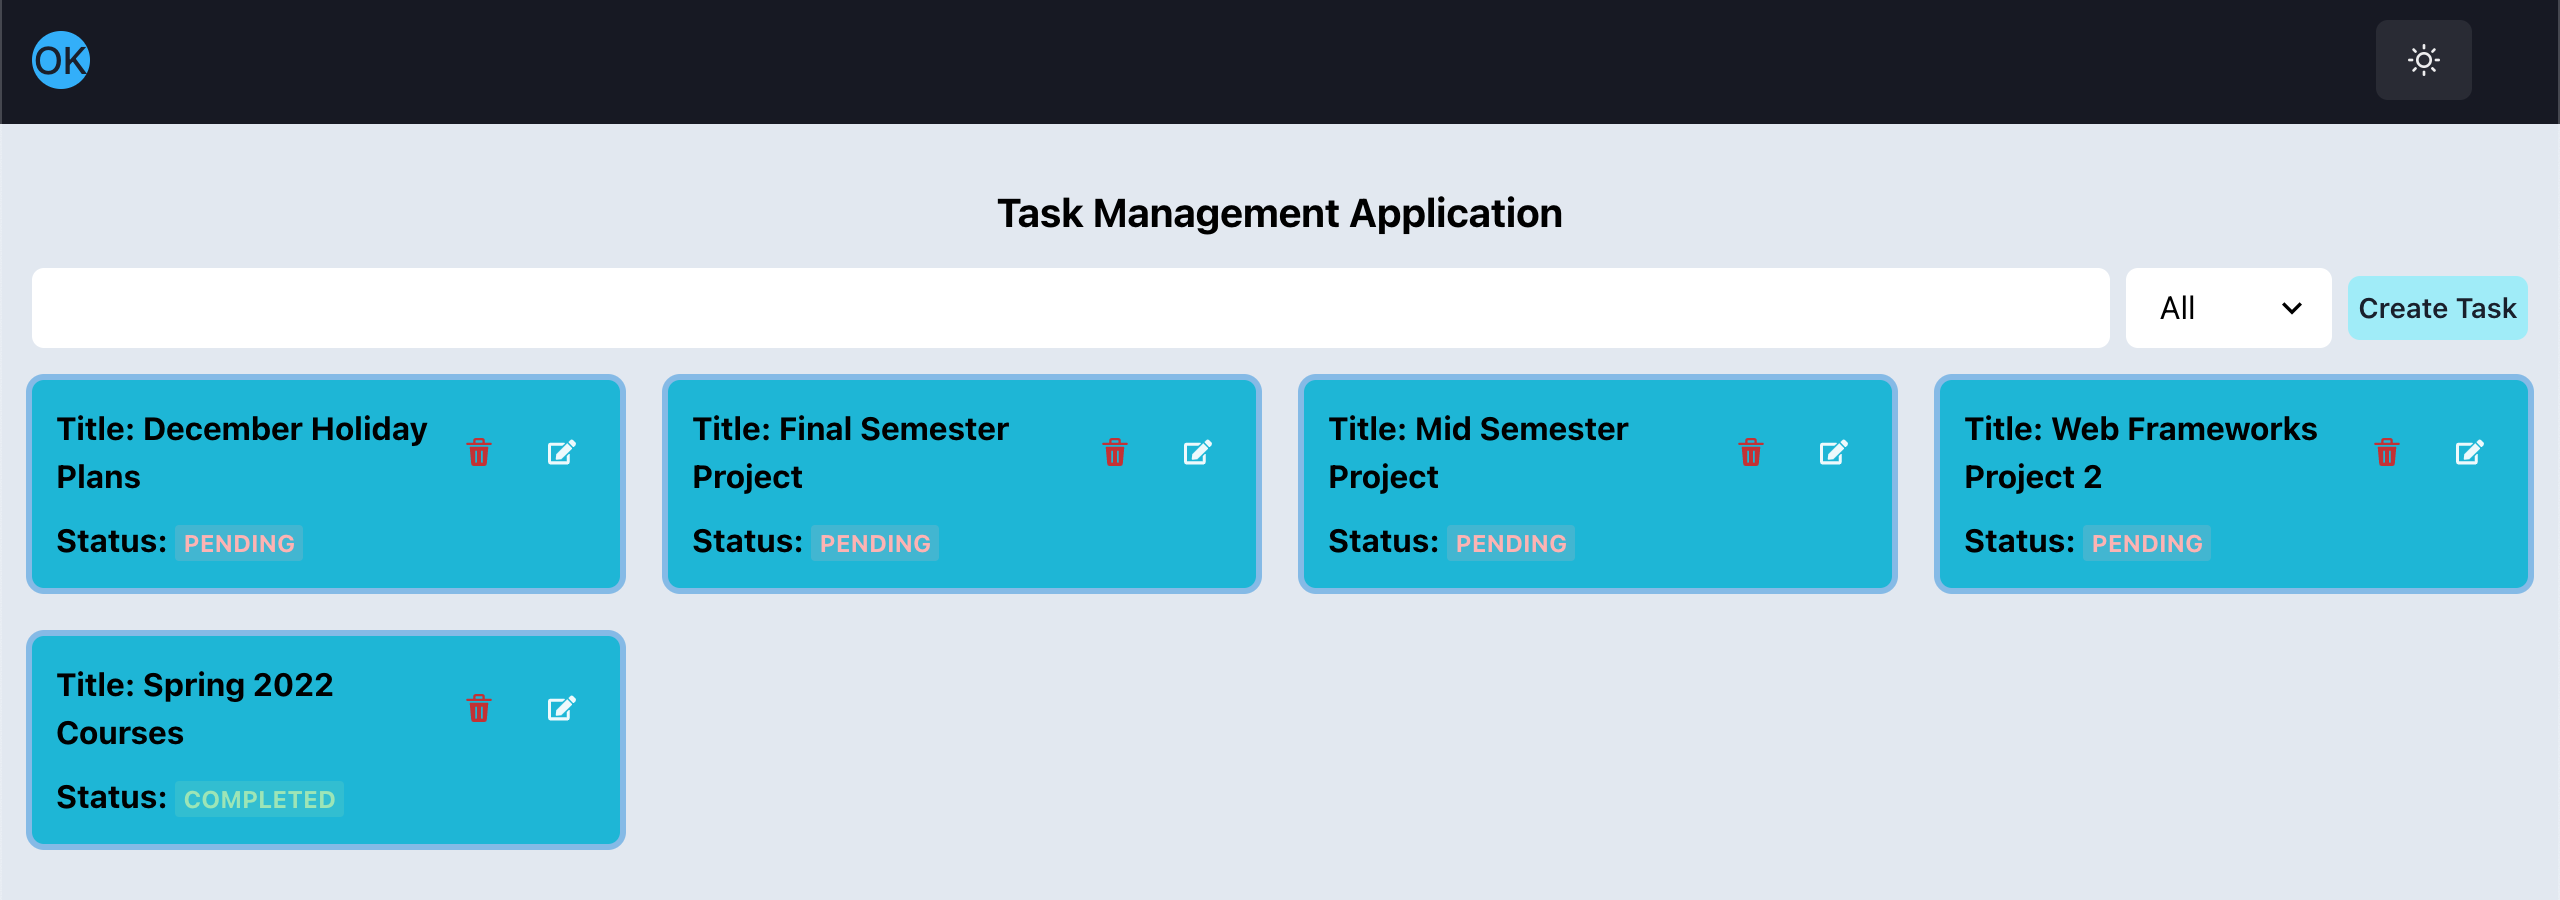 OK
Task Management Application
All
Create Task
Title: December Holiday
Plans
Status: PENDING
Title: Final Semester
Project
Status: PENDING
Title: Mid Semester
Project
Status: PENDING
Title: Web Frameworks
Project 2
Status: PENDING
Title: Spring 2022
Courses
Status: COMPLETED